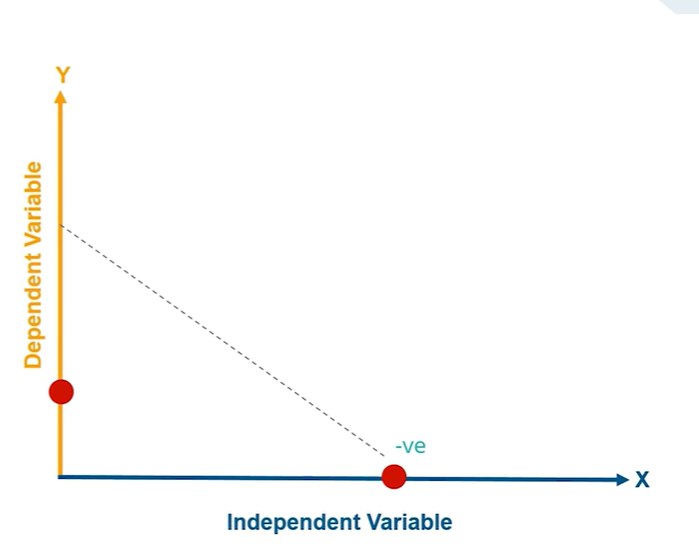 Y
Dependent Variable
-ve
X
Independent Variable